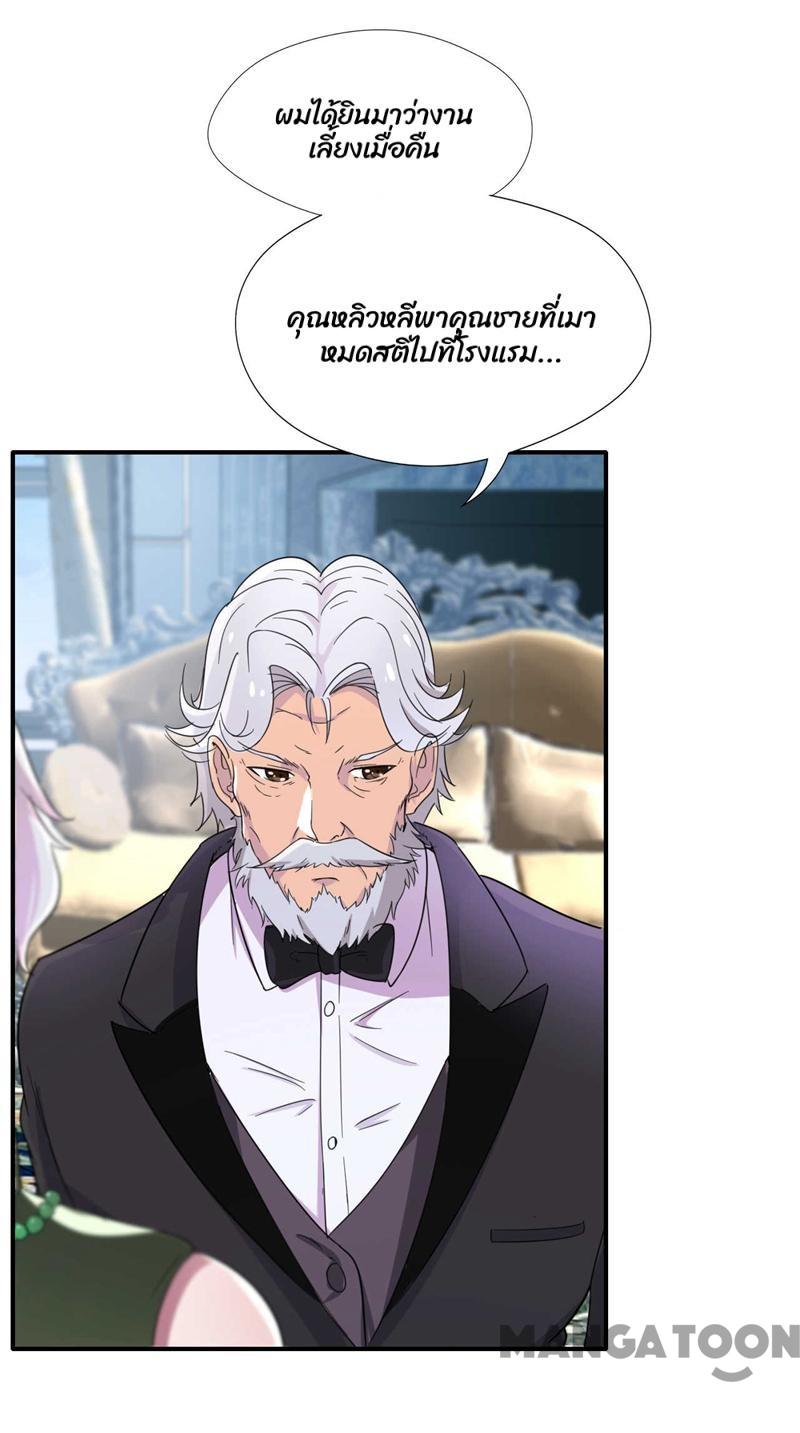 ผมได้ยินมาว่างาน
เลี้ยงเมื่อคืน
คุณหลิวหลีพาคุณชายที่เมา
หมดสติไปที่โรงแรม...
MANGATOON